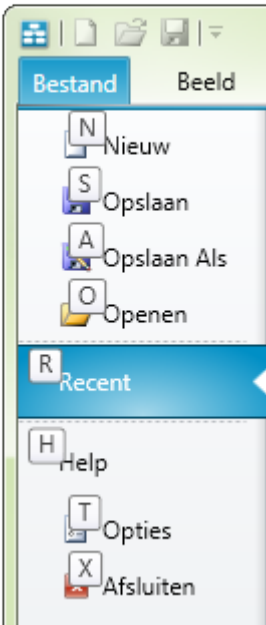 Bestand Beeld
N
Nieuw
S
Opslaan
A
Opslaan Als
O
Openen
R
Recent
H
Help
T
Opties
X
Afsluiten